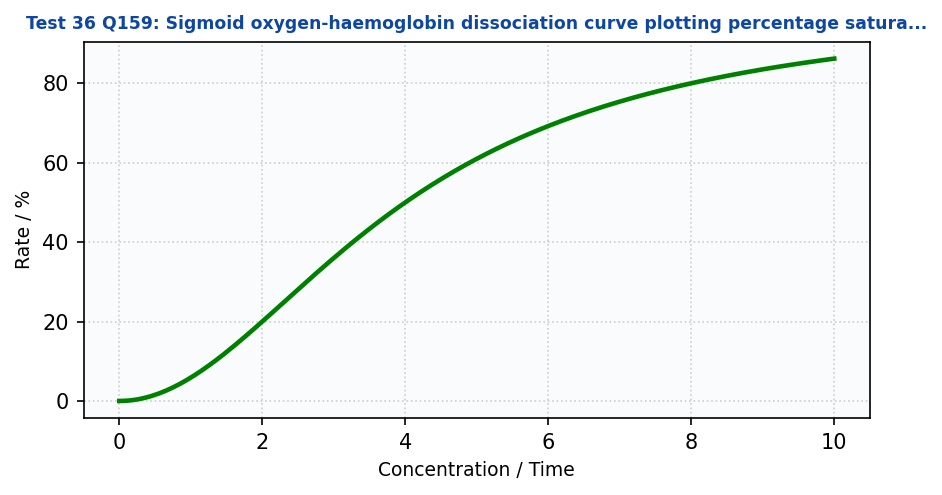 Test 36 Q159: Sigmoid oxygen-haemoglobin dissociation curve plotting percentage satura...
Rate / %
80
60
40
20
0
0 2 4 6 8 10
Concentration / Time